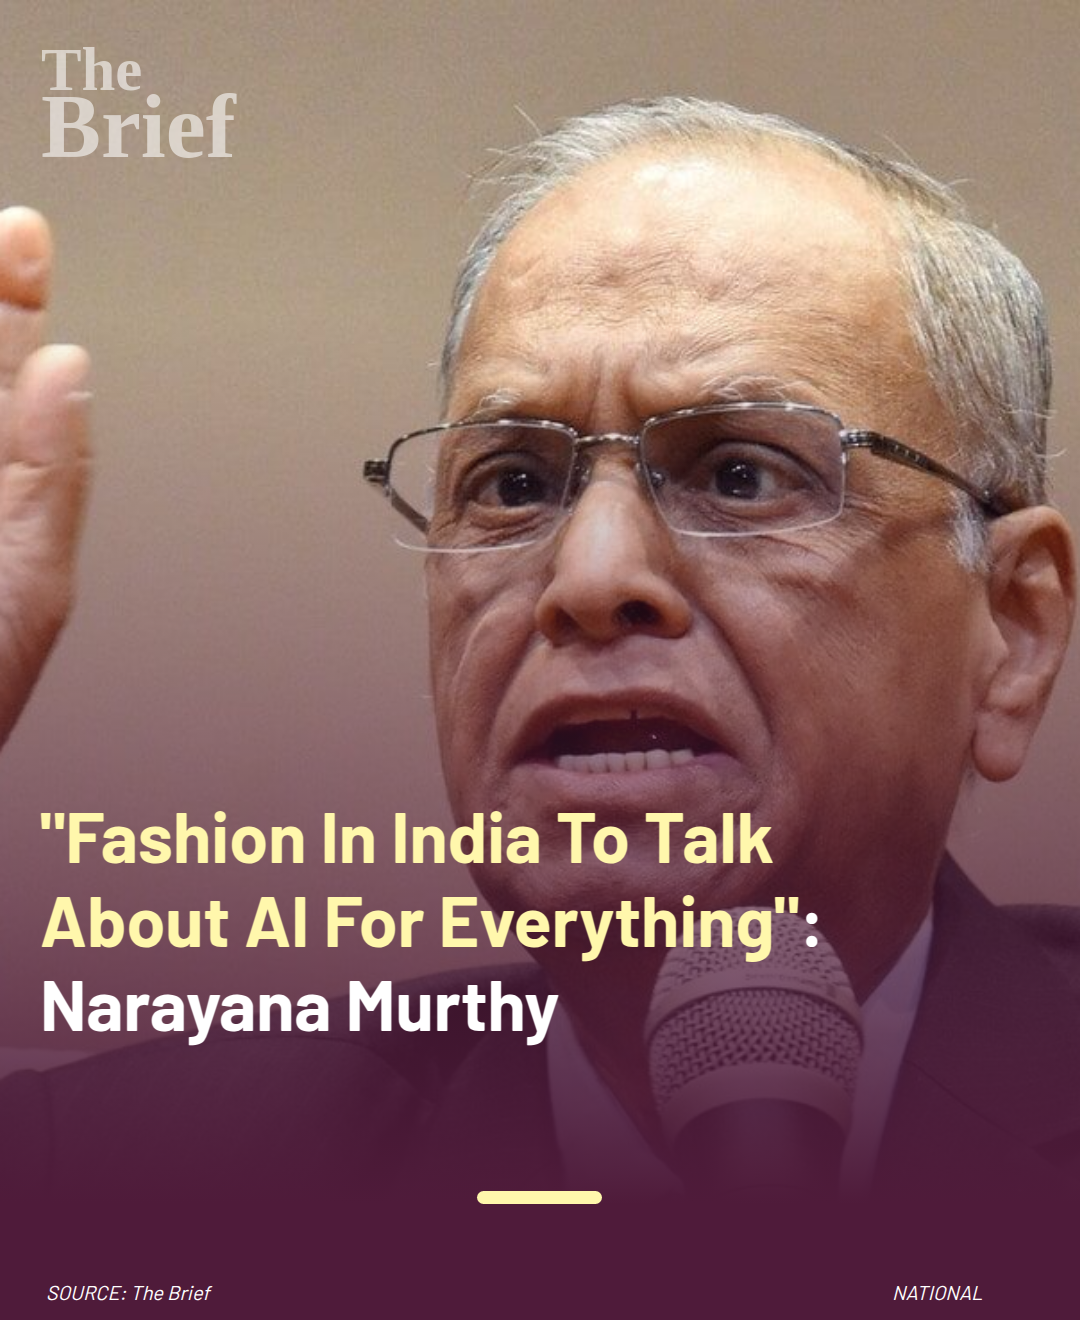 The
Brief
"Fashion In India To Talk
About AI For Everything":
Narayana Murthy
SOURCE: The Brief
NATIONAL